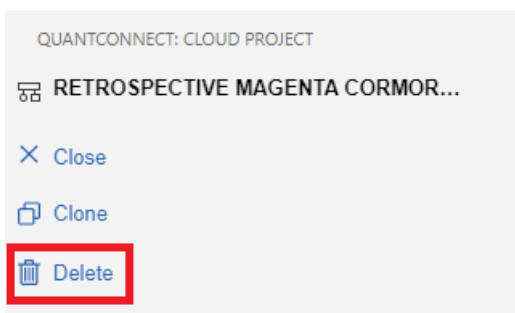 QUANTCONNECT: CLOUD PROJECT
RETROSPECTIVE MAGENTA CORMOR...
Close
Clone
Delete